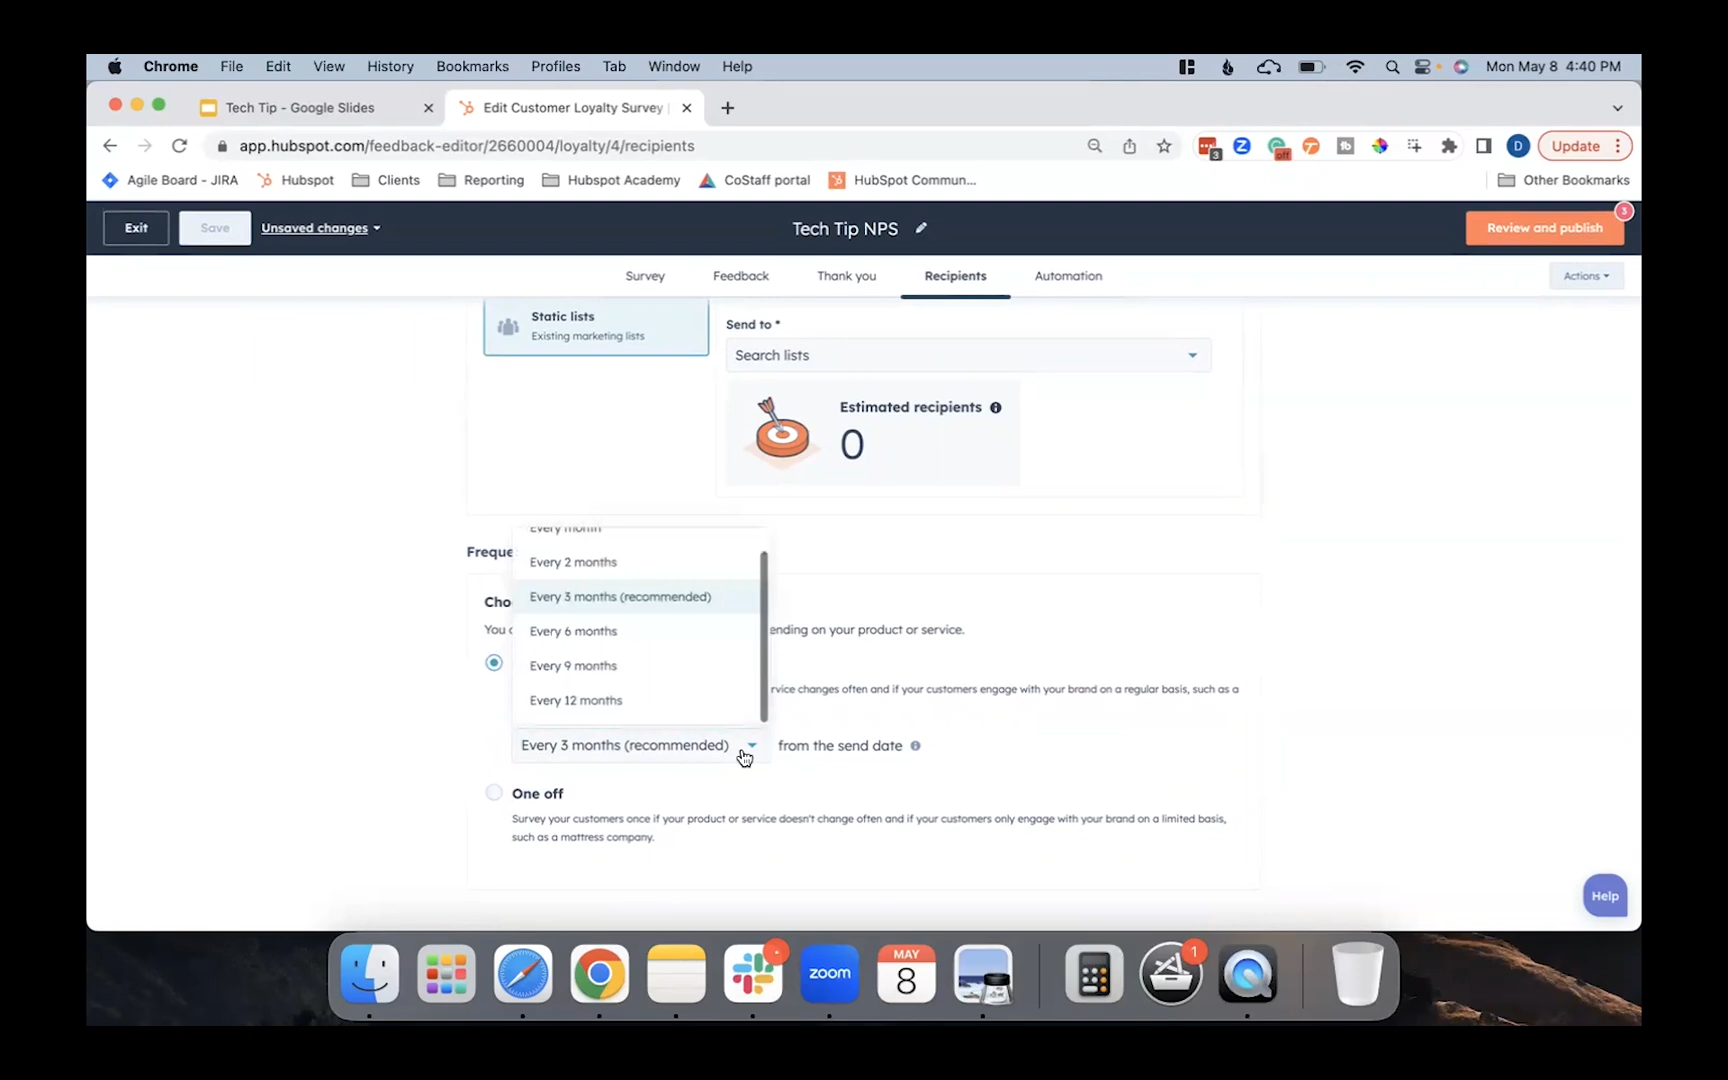 Chrome File Edit View History Bookmarks Profiles Tab Window Help Mon May 8 4:40 PM
Tech Tip - Google Slides Edit Customer Loyalty Survey
app.hubspot.com/feedback-editor/2660004/loyalty/4/recipients 3 off D Update
Agile Board - JIRA Hubspot Clients Reporting Hubspot Academy CoStaff portal HubSpot Commun... Other Bookmarks
Exit Save Unsaved changes Tech Tip NPS Review and publish 3
Survey Feedback Thank you Recipients Automation Actions
Static lists
Existing marketing lists
Send to *
Search lists
Estimated recipients
0
Every month
Freque
Every 2 months
Every 3 months (recommended)
Cho
Every 6 months
You c ending on your product or service.
Every 9 months
rvice changes often and if your customers engage with your brand on a regular basis, such as a
Every 12 months
Every 3 months (recommended) from the send date
One off
Survey your customers once if your product or service doesn't change often and if your customers only engage with your brand on a limited basis,
such as a mattress company.
Help
zoom MAY 8 1